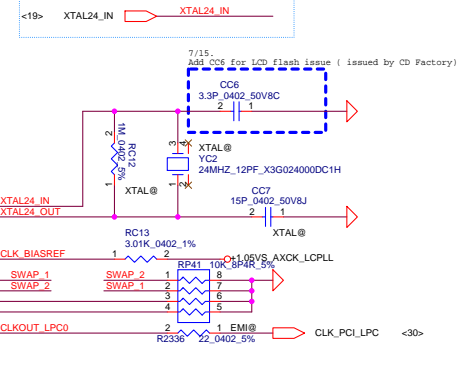 <19> XTAL24_IN XTAL24_IN
7/15.
Add CC6 for LCD flash issue ( issued by CD Factory)
CC6
3.3P_0402_50V8C
2 1
2 1
RC12
1M_0402_5%
XTAL@
3 4
XTAL@
YC2
24MHZ_12PF_X3G024000DC1H
1 2
XTAL24_IN
XTAL24_OUT
CC7
15P_0402_50V8J
2 1
XTAL@
RC13
3.01K_0402_1%
CLK_BIASREF 1 2 +1.05VS_AXCK_LCPLL
RP41 10K_8P4R_5%
SWAP_1 SWAP_2 1 8
SWAP_2 SWAP_1 2 7
3 6
4 5
CLKOUT_LPC0 2 1 EMI@ CLK_PCI_LPC <30>
R2336 22_0402_5%